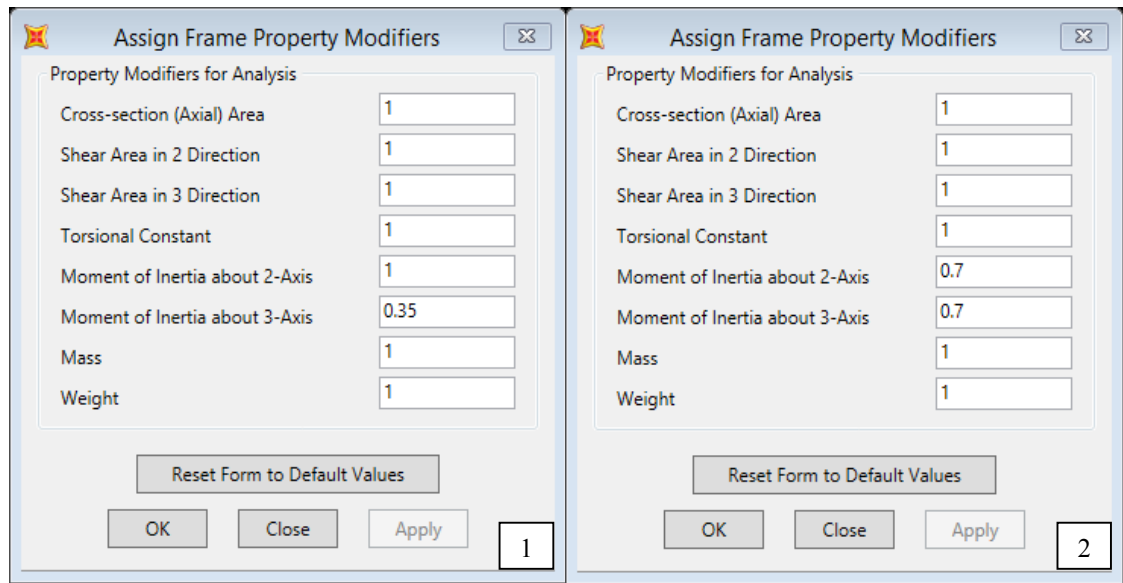 Assign Frame Property Modifiers
Property Modifiers for Analysis
Cross-section (Axial) Area 1
Shear Area in 2 Direction 1
Shear Area in 3 Direction 1
Torsional Constant 1
Moment of Inertia about 2-Axis 1
Moment of Inertia about 3-Axis 0.35
Mass 1
Weight 1
Reset Form to Default Values
OK Close Apply
1
Assign Frame Property Modifiers
Property Modifiers for Analysis
Cross-section (Axial) Area 1
Shear Area in 2 Direction 1
Shear Area in 3 Direction 1
Torsional Constant 1
Moment of Inertia about 2-Axis 0.7
Moment of Inertia about 3-Axis 0.7
Mass 1
Weight 1
Reset Form to Default Values
OK Close Apply
2